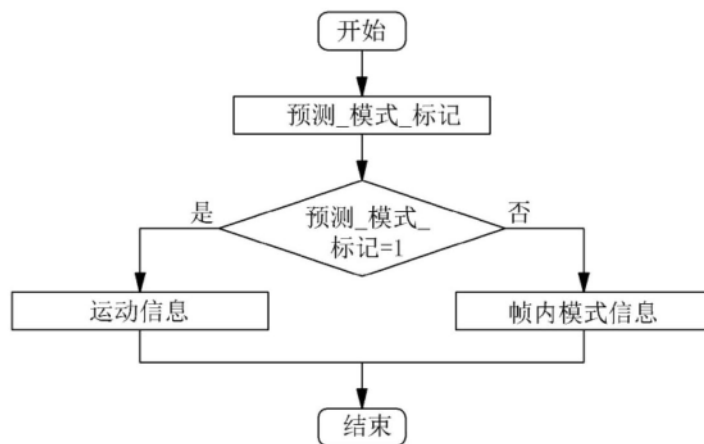 开始
预测_模式_标记
是
预测_模式_
标记=1
否
运动信息
帧内模式信息
结束